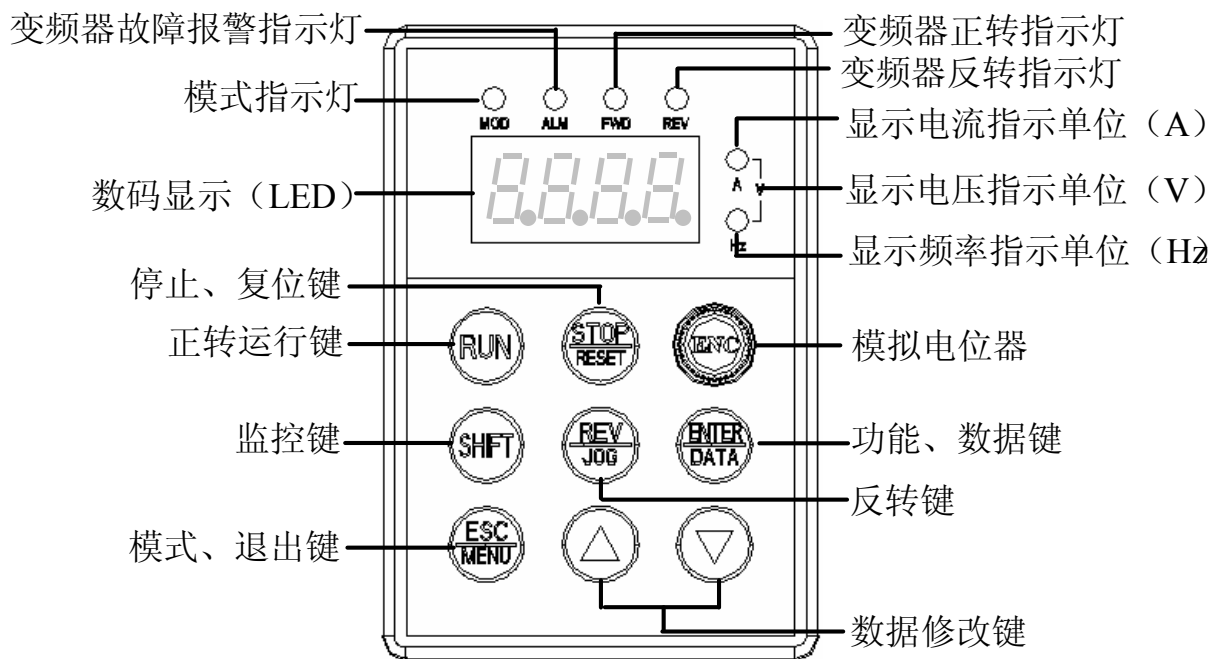 变频器故障报警指示灯
变频器正转指示灯
变频器反转指示灯
模式指示灯
MOD ALM FWD REV
显示电流指示单位（A）
数码显示（LED）
8.8.8.8.
A V
显示电压指示单位（V）
Hz
显示频率指示单位（Hz
停止、复位键
正转运行键
RUN
STOP
RESET
ENC
模拟电位器
监控键
SHIFT
REV
JOG
ENTER
DATA
功能、数据键
反转键
模式、退出键
ESC
MENU
数据修改键